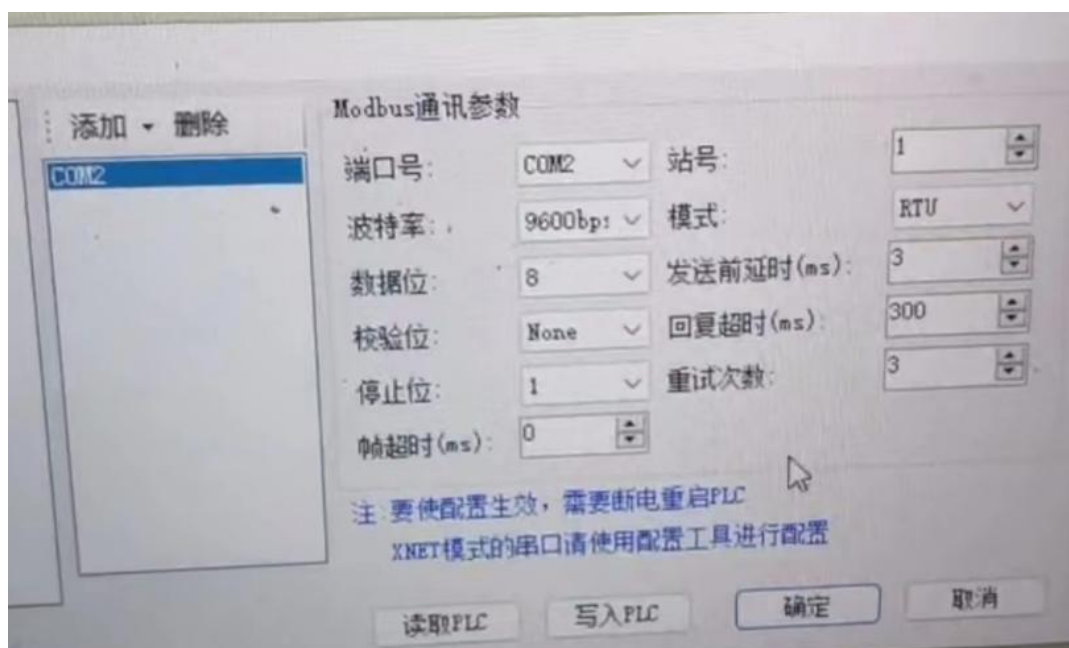 添加 删除
Modbus通讯参数
COM2
端口号: COM2 站号: 1
波特率: 9600bps 模式: RTU
数据位: 8 发送前延时(ms): 3
校验位: None 回复超时(ms): 300
停止位: 1 重试次数: 3
帧超时(ms): 0
注:要使配置生效，需要断电重启PLC
XNET模式的串口请使用配置工具进行配置
读取PLC 写入PLC 确定 取消